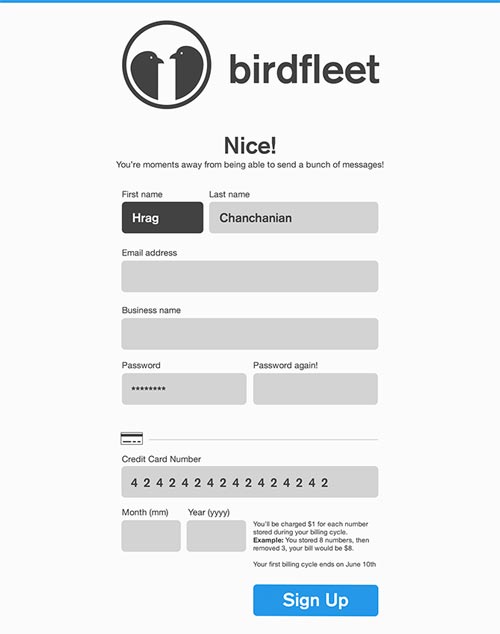 birdfleet
Nice!
You're moments away from being able to send a bunch of messages!
First name Last name
Hrag Chanchanian
Email address
Business name
Password Password again!
********
Credit Card Number
4 2 4 2 4 2 4 2 4 2 4 2 4 2 4 2
Month (mm) Year (yyyy)
You'll be charged $1 for each number
stored during your billing cycle.
Example: You stored 8 numbers, then
removed 3, your bill would be $8.
Your first billing cycle ends on June 10th
Sign Up